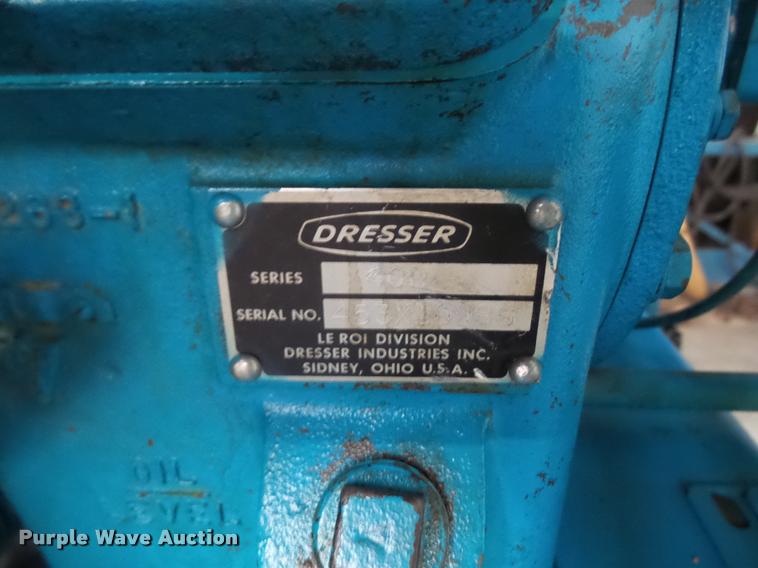 DRESSER
SERIES
SERIAL NO.
LE ROI DIVISION
DRESSER INDUSTRIES INC.
SIDNEY, OHIO U.S.A.
OIL
Purple Wave Auction